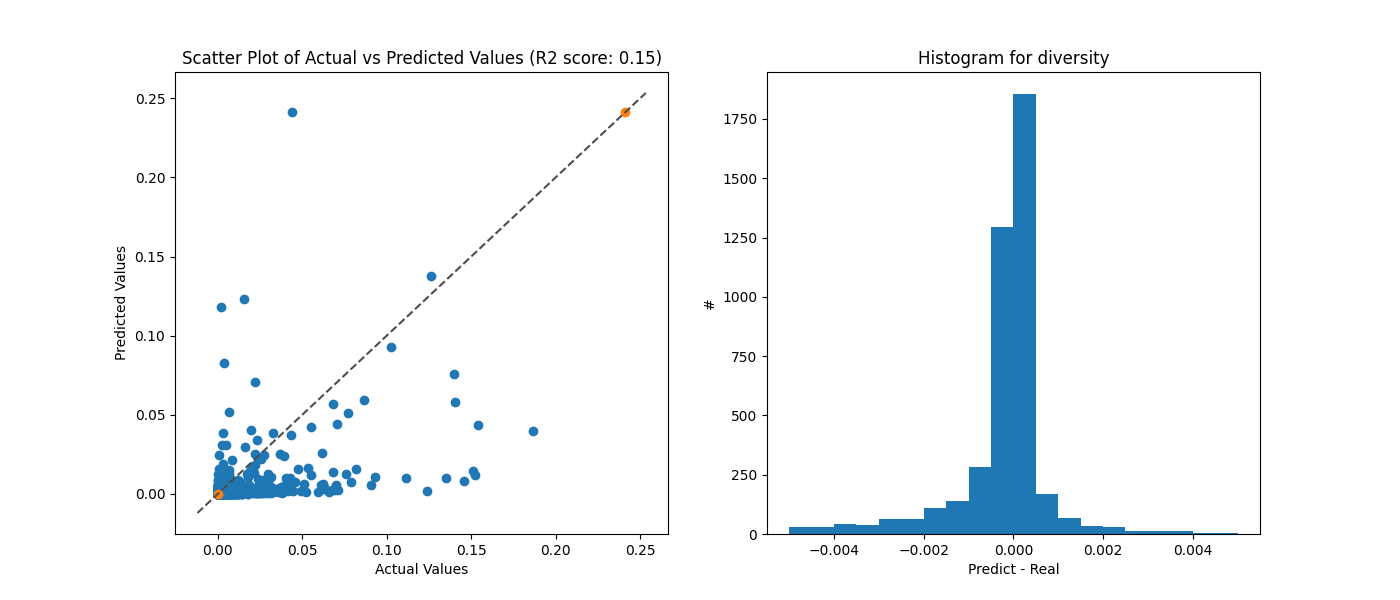 Scatter Plot of Actual vs Predicted Values (R2 score: 0.15)
0.25
0.20
0.15
0.10
0.05
0.00
Predicted Values
0.00 0.05 0.10 0.15 0.20 0.25
Actual Values
Histogram for diversity
1750
1500
1250
1000
750
500
250
0
#
−0.004 −0.002 0.000 0.002 0.004
Predict - Real